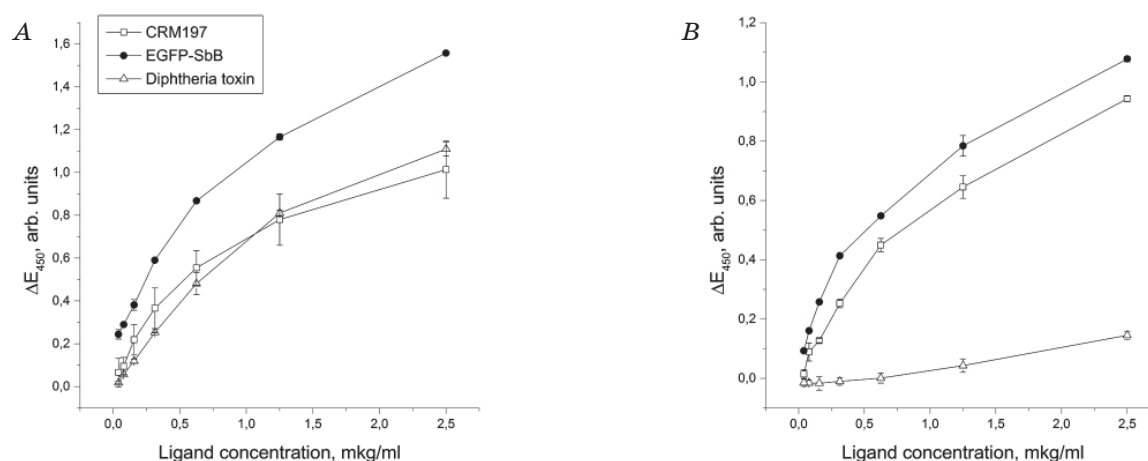 A
CRM197
EGFP-SbB
Diphtheria toxin
1,6
1,4
1,2
1,0
0,8
0,6
0,4
0,2
0,0
ΔE450, arb. units
0,0 0,5 1,0 1,5 2,0 2,5
Ligand concentration, mkg/ml
B
1,2
1,0
0,8
0,6
0,4
0,2
0,0
ΔE450, arb. units
0,0 0,5 1,0 1,5 2,0 2,5
Ligand concentration, mkg/ml